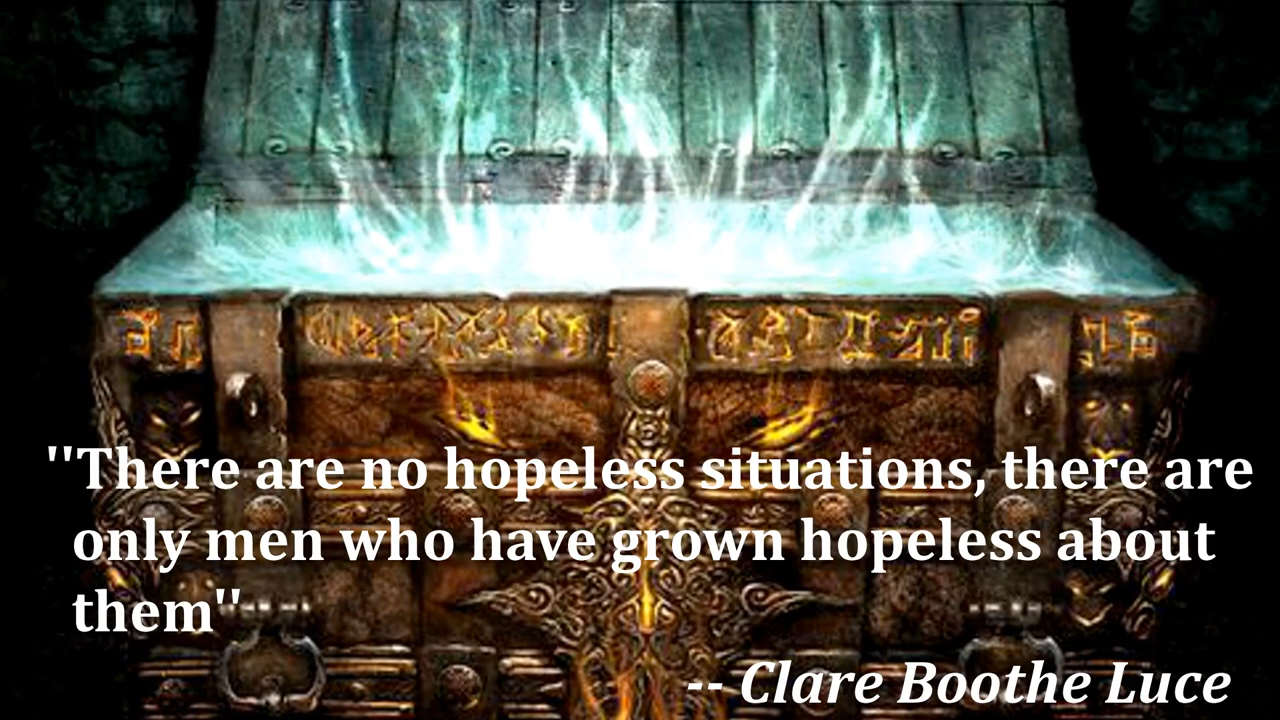 "There are no hopeless situations, there are
only men who have grown hopeless about
them"
-- Clare Boothe Luce